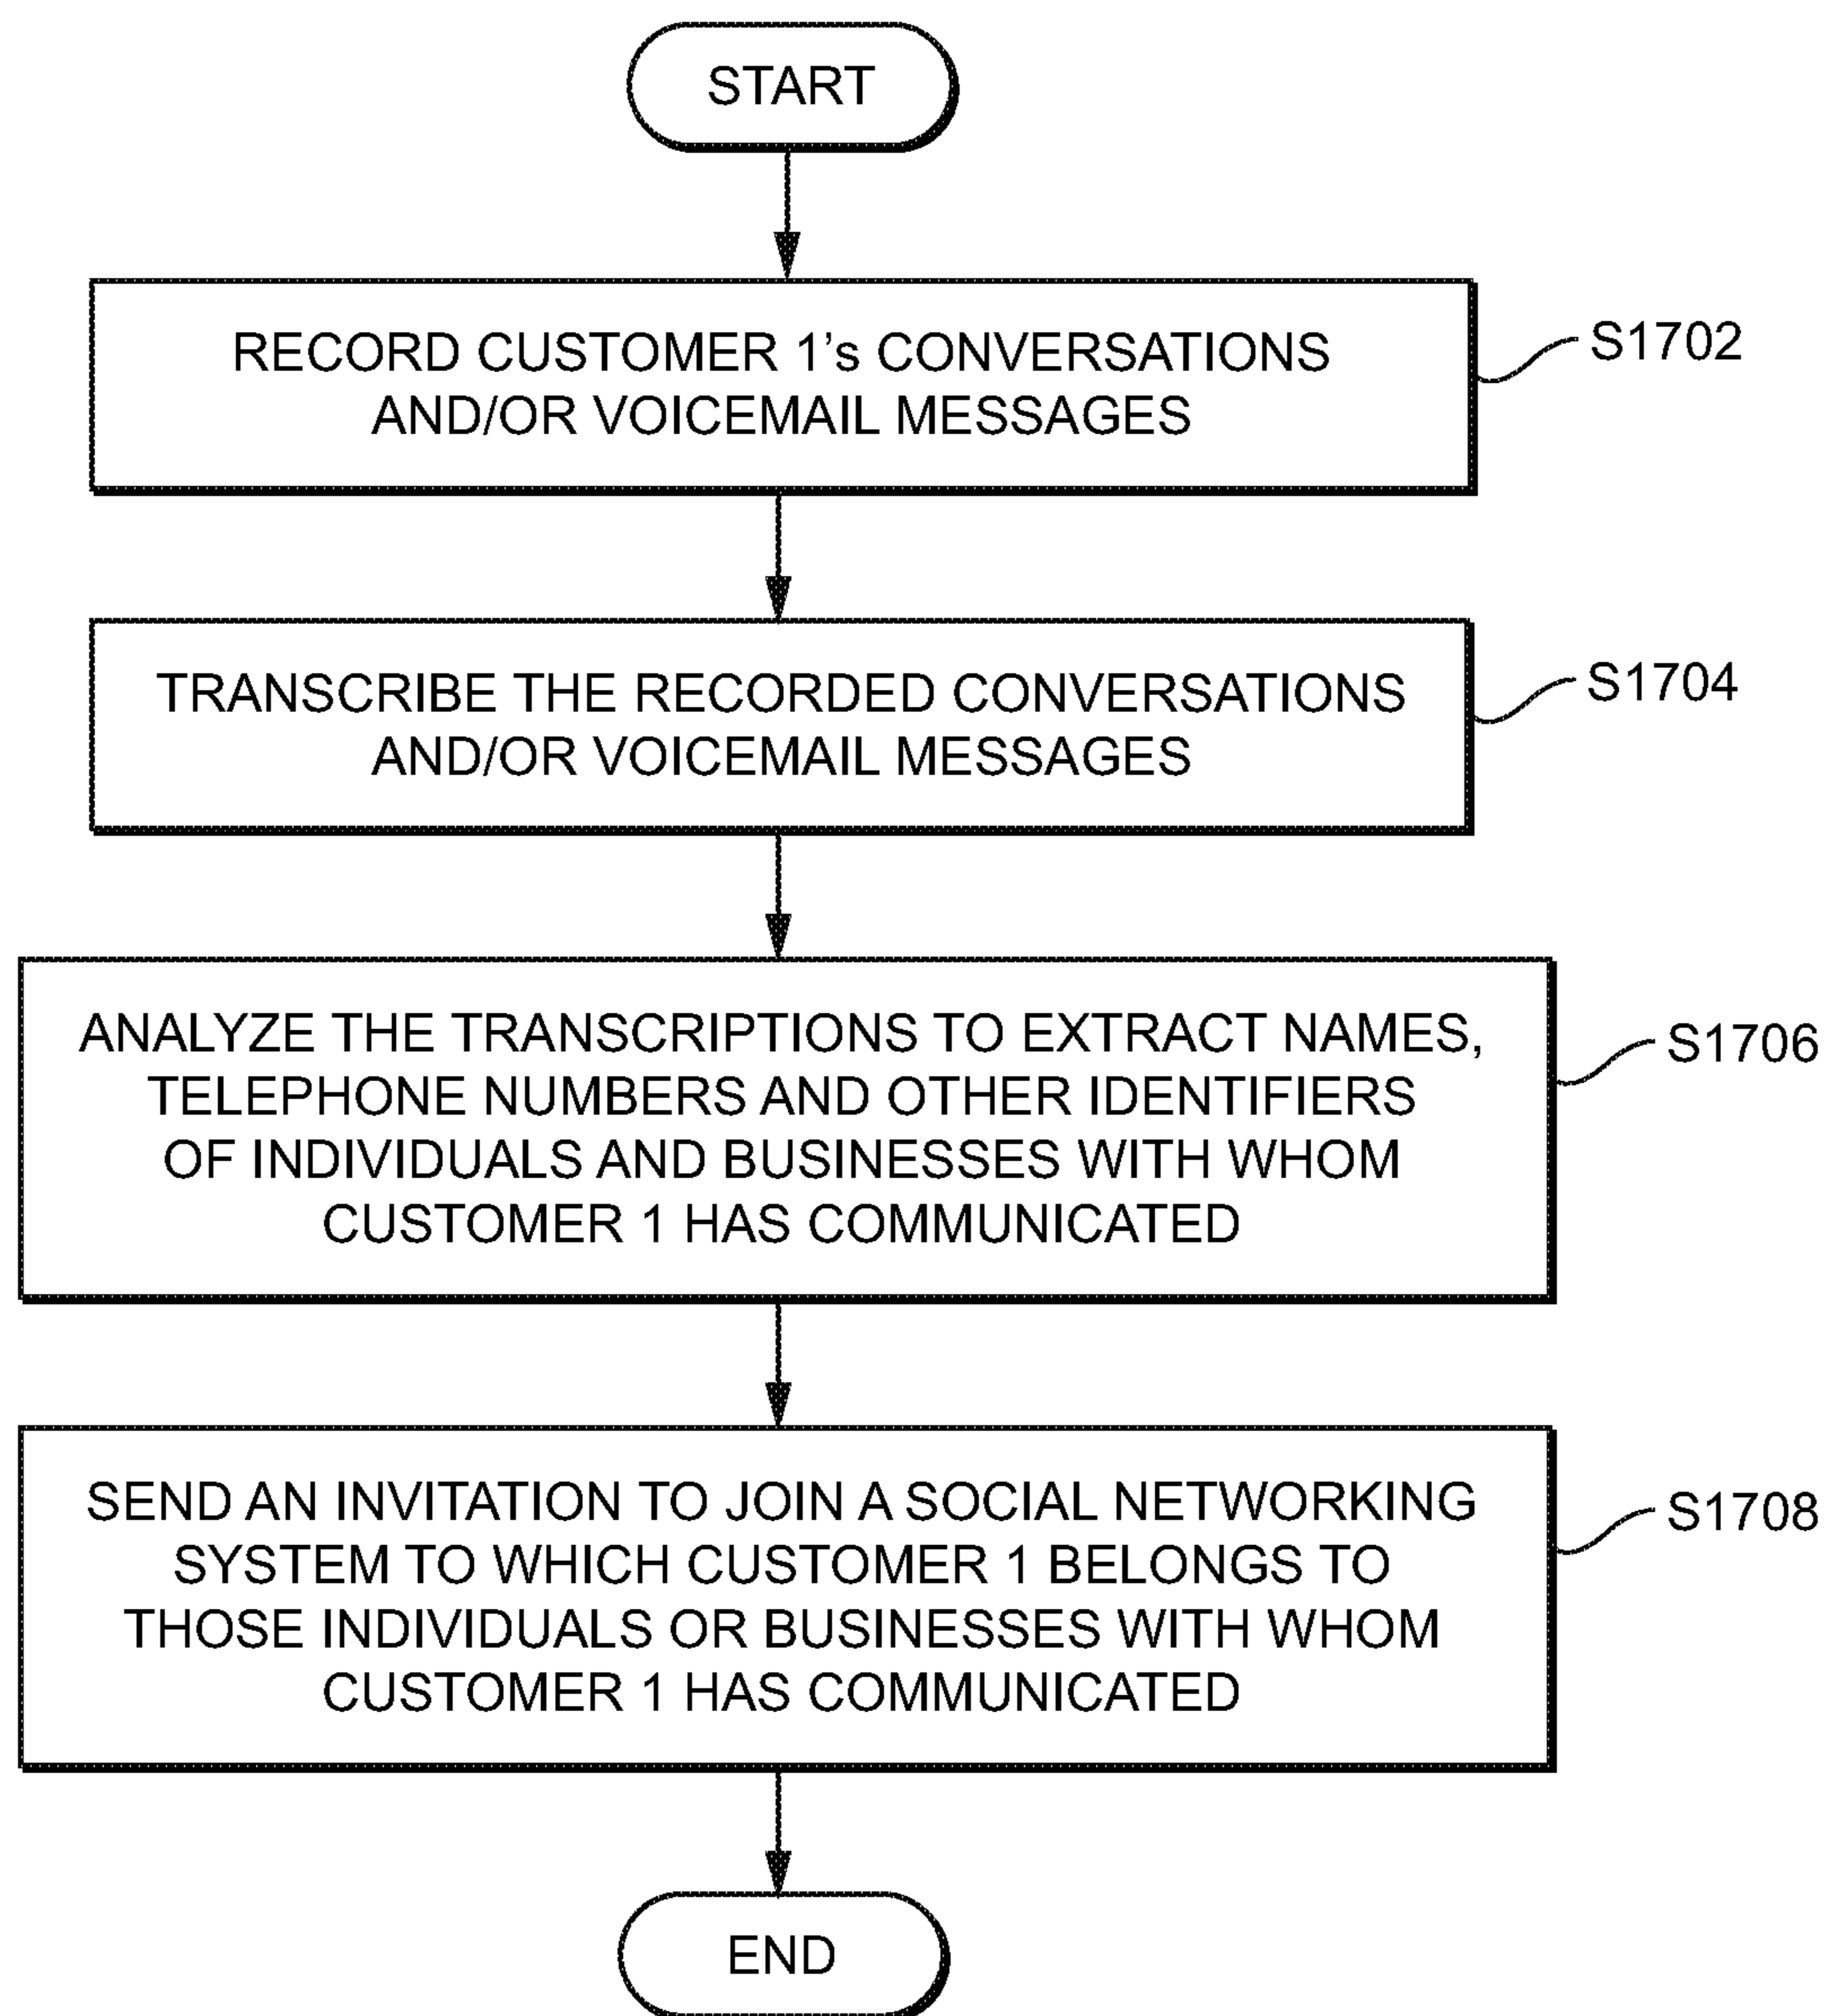 START
RECORD CUSTOMER 1's CONVERSATIONS
AND/OR VOICEMAIL MESSAGES
S1702
TRANSCRIBE THE RECORDED CONVERSATIONS
AND/OR VOICEMAIL MESSAGES
S1704
ANALYZE THE TRANSCRIPTIONS TO EXTRACT NAMES,
TELEPHONE NUMBERS AND OTHER IDENTIFIERS
OF INDIVIDUALS AND BUSINESSES WITH WHOM
CUSTOMER 1 HAS COMMUNICATED
S1706
SEND AN INVITATION TO JOIN A SOCIAL NETWORKING
SYSTEM TO WHICH CUSTOMER 1 BELONGS TO
THOSE INDIVIDUALS OR BUSINESSES WITH WHOM
CUSTOMER 1 HAS COMMUNICATED
S1708
END